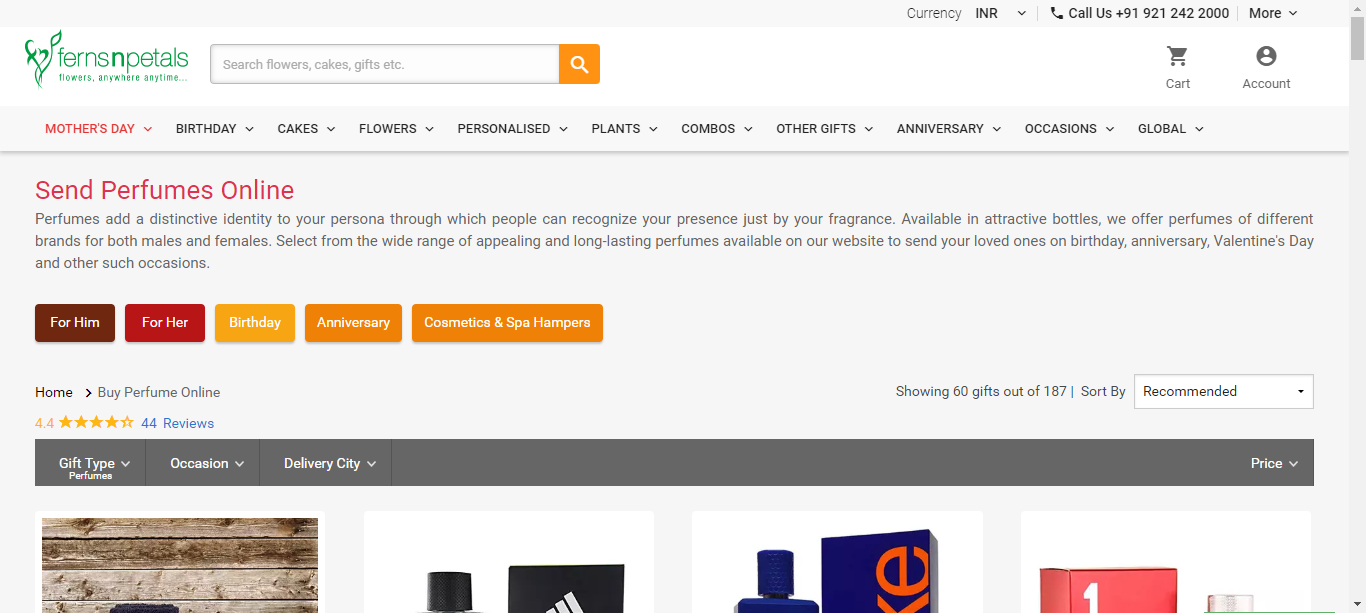 Currency INR Call Us +91 921 242 2000 More
fernsnpetals
flowers, anywhere anytime...
Search flowers, cakes, gifts etc.
Cart Account
MOTHER'S DAY BIRTHDAY CAKES FLOWERS PERSONALISED PLANTS COMBOS OTHER GIFTS ANNIVERSARY OCCASIONS GLOBAL
Send Perfumes Online
Perfumes add a distinctive identity to your persona through which people can recognize your presence just by your fragrance. Available in attractive bottles, we offer perfumes of different
brands for both males and females. Select from the wide range of appealing and long-lasting perfumes available on our website to send your loved ones on birthday, anniversary, Valentine's Day
and other such occasions.
For Him For Her Birthday Anniversary Cosmetics & Spa Hampers
Home Buy Perfume Online
Showing 60 gifts out of 187 | Sort By Recommended
4.4 44 Reviews
Gift Type Occasion Delivery City Price
Perfumes
1